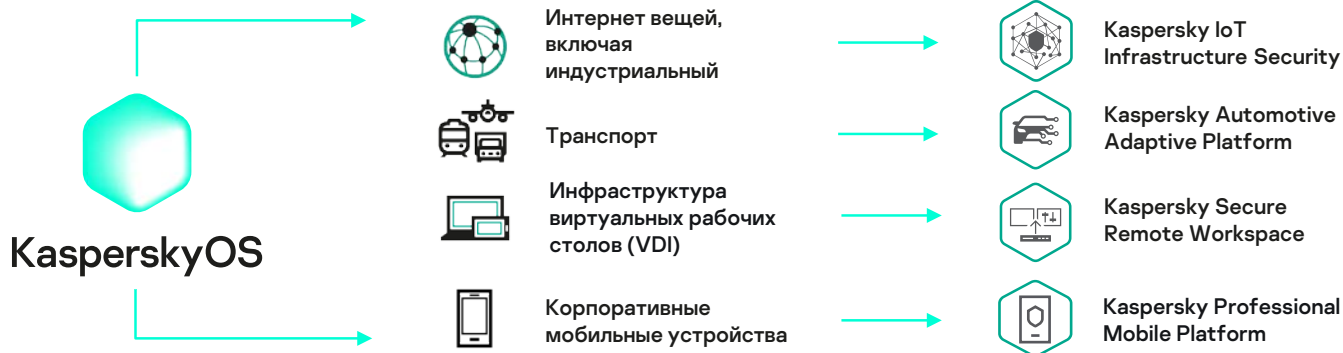 KasperskyOS
Интернет вещей,
включая
индустриальный
Kaspersky IoT
Infrastructure Security
Транспорт
Kaspersky Automotive
Adaptive Platform
Инфраструктура
виртуальных рабочих
столов (VDI)
Kaspersky Secure
Remote Workspace
Корпоративные
мобильные устройства
Kaspersky Professional
Mobile Platform